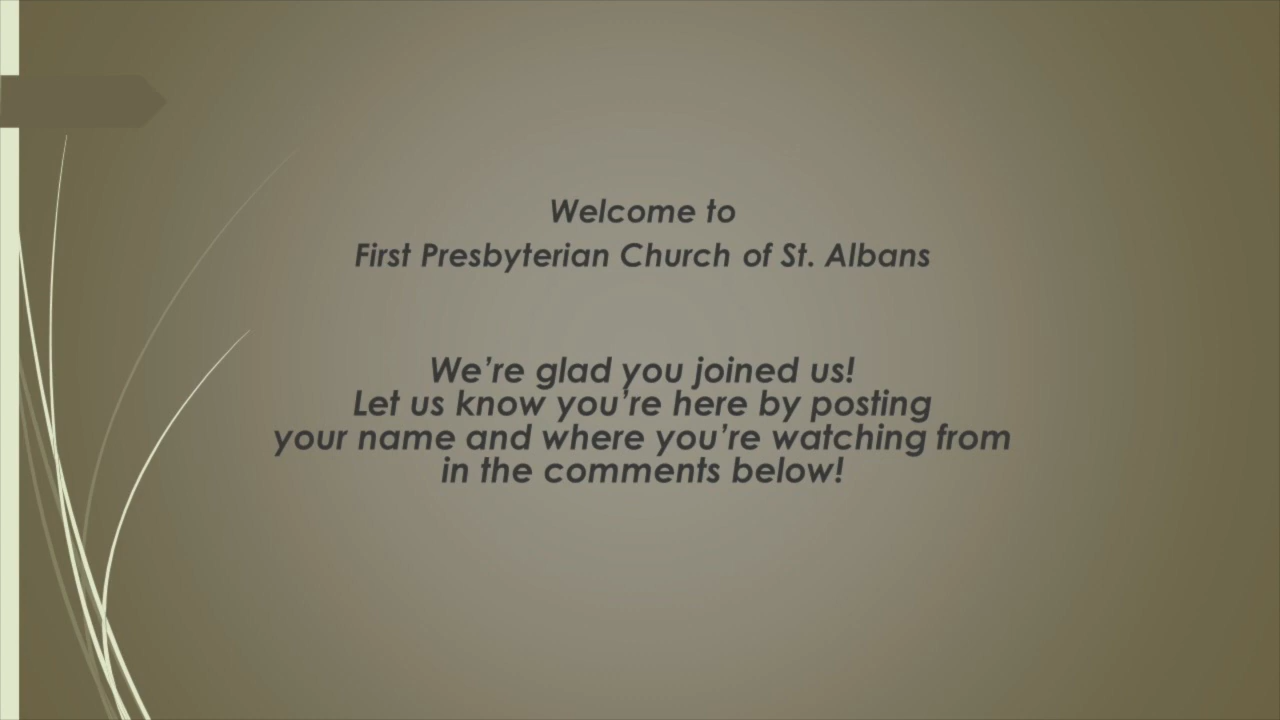 Welcome to
First Presbyterian Church of St. Albans
We're glad you joined us!
Let us know you're here by posting
your name and where you're watching from
in the comments below!